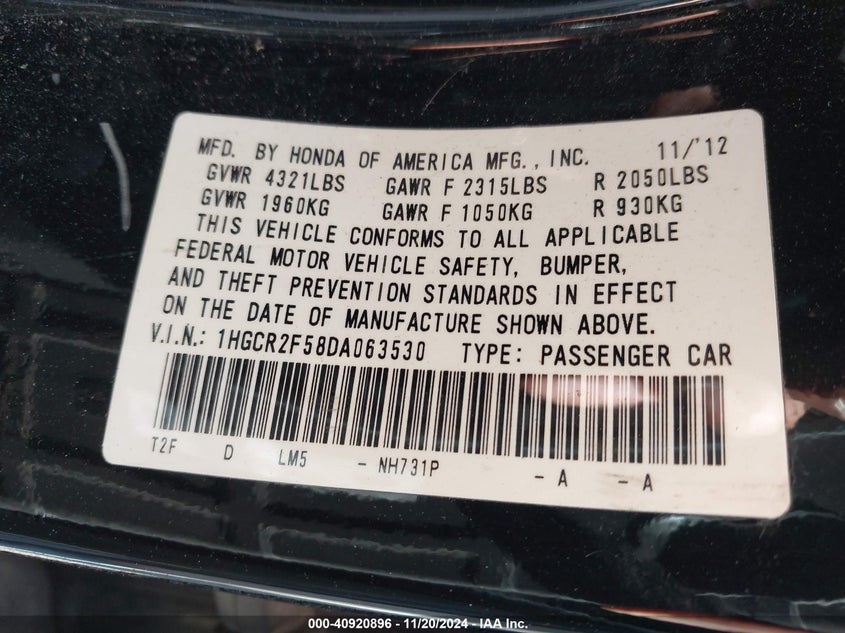 MFD. BY HONDA OF AMERICA MFG., INC. 11/'12
GVWR 4321LBS GAWR F 2315LBS R 2050LBS
GVWR 1960KG GAWR F 1050KG R 930KG
THIS VEHICLE CONFORMS TO ALL APPLICABLE
FEDERAL MOTOR VEHICLE SAFETY, BUMPER,
AND THEFT PREVENTION STANDARDS IN EFFECT
ON THE DATE OF MANUFACTURE SHOWN ABOVE.
V.I.N.: 1HGCR2F58DA063530 TYPE: PASSENGER CAR
T2F D LM5 - NH731P - A - A
000-40920896 - 11/20/2024 - IAA Inc.